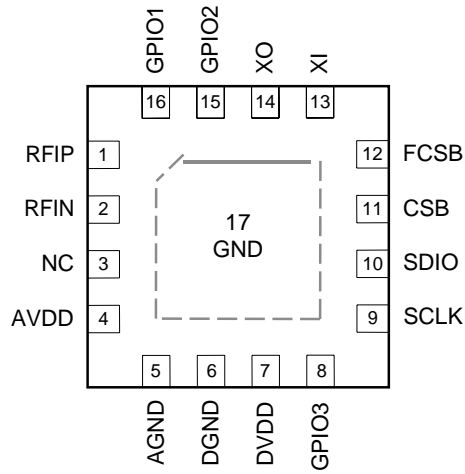 GPIO1 GPIO2 XO XI
16 15 14 13
RFIP 1 12 FCSB
RFIN 2 11 CSB
17
GND
NC 3 10 SDIO
AVDD 4 9 SCLK
5 6 7 8
AGND DGND DVDD GPIO3